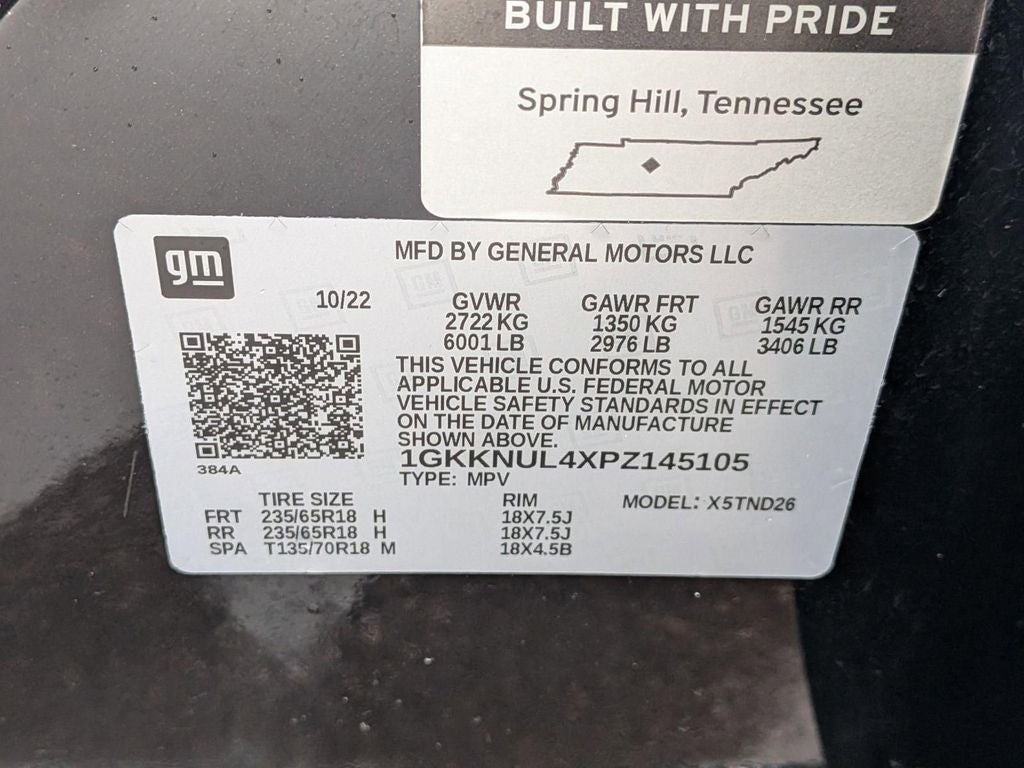 BUILT WITH PRIDE
Spring Hill, Tennessee
gm
MFD BY GENERAL MOTORS LLC
10/22 GVWR GAWR FRT GAWR RR
2722 KG 1350 KG 1545 KG
6001 LB 2976 LB 3406 LB
THIS VEHICLE CONFORMS TO ALL
APPLICABLE U.S. FEDERAL MOTOR
VEHICLE SAFETY STANDARDS IN EFFECT
ON THE DATE OF MANUFACTURE
SHOWN ABOVE.
384A
1GKKNUL4XPZ145105
TYPE: MPV
TIRE SIZE RIM MODEL: X5TND26
FRT 235/65R18 H 18X7.5J
RR 235/65R18 H 18X7.5J
SPA T135/70R18 M 18X4.5B